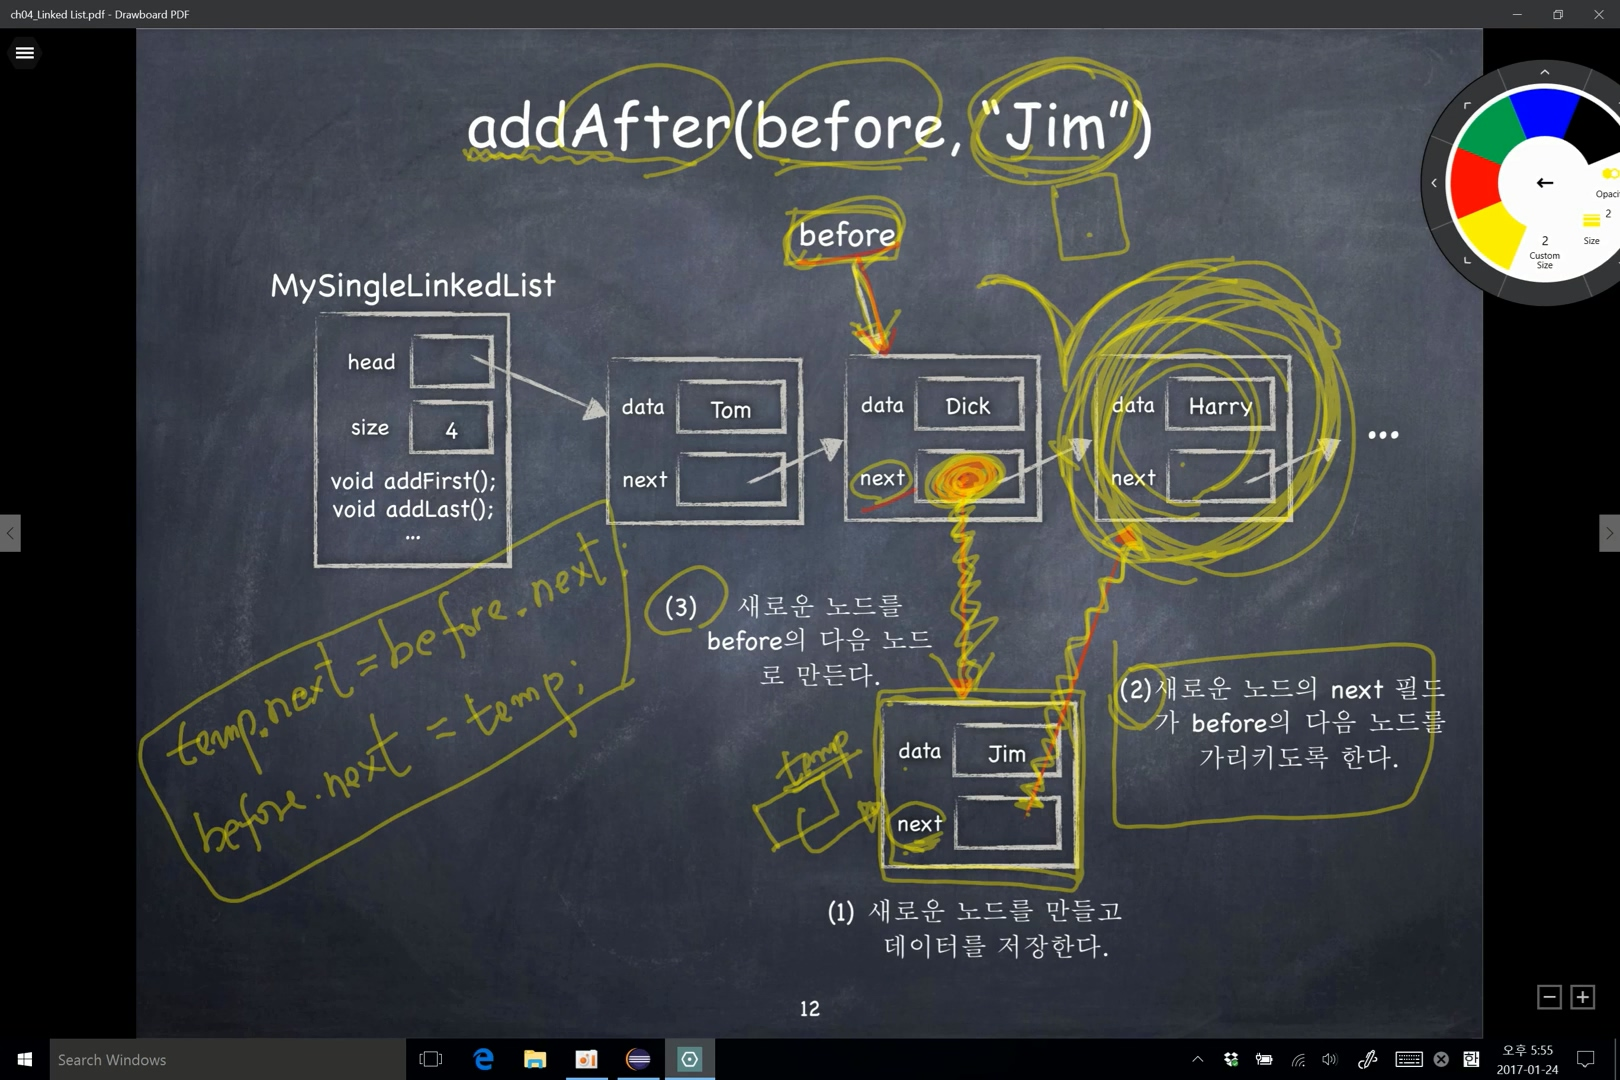 ch04_Linked List.pdf - Drawboard PDF
addAfter(before, “Jim”)
before
MySingleLinkedList
head
size
4
void addFirst();
void addLast();
...
data
Tom
next
data
Dick
next
data
Harry
next
...
temp.next = before.next;
before.next = temp;
(3) 새로운 노드를
before의 다음 노드
로 만든다.
(2) 새로운 노드의 next 필드
가 before의 다음 노드를
가리키도록 한다.
temp
data
Jim
next
(1) 새로운 노드를 만들고
데이터를 저장한다.
12
Opaci
2
Size
2
Custom
Size
Search Windows
한
오후 5:55
2017-01-24